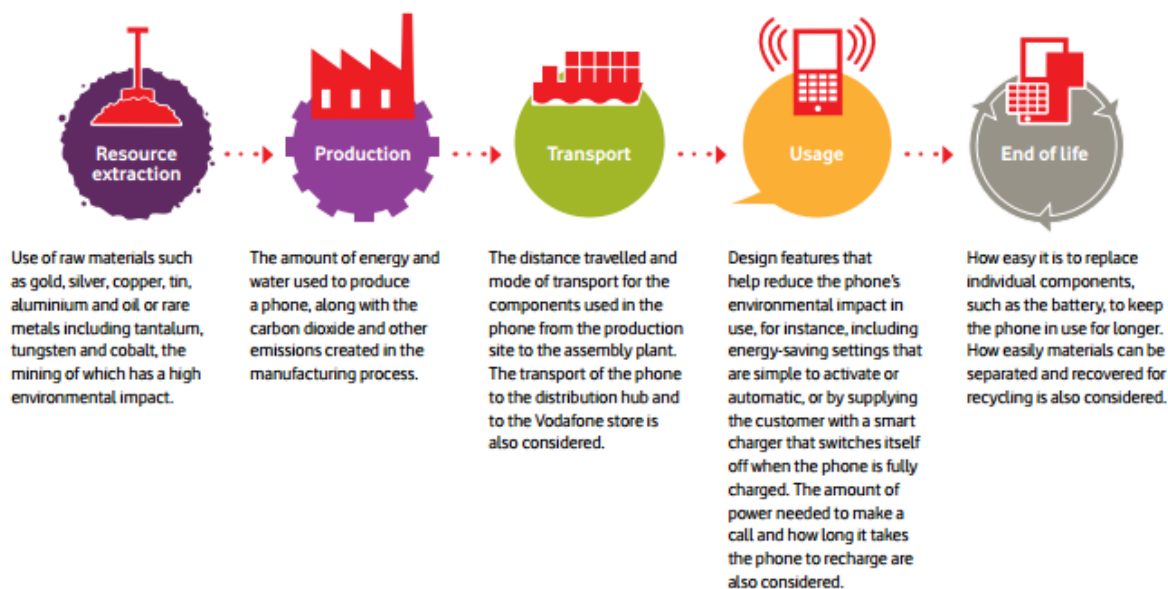 Resource
extraction
Production
Transport
Usage
End of life
Use of raw materials such
as gold, silver, copper, tin,
aluminium and oil or rare
metals including tantalum,
tungsten and cobalt, the
mining of which has a high
environmental impact.
The amount of energy and
water used to produce
a phone, along with the
carbon dioxide and other
emissions created in the
manufacturing process.
The distance travelled and
mode of transport for the
components used in the
phone from the production
site to the assembly plant.
The transport of the phone
to the distribution hub and
to the Vodafone store is
also considered.
Design features that
help reduce the phone's
environmental impact in
use, for instance, including
energy-saving settings that
are simple to activate or
automatic, or by supplying
the customer with a smart
charger that switches itself
off when the phone is fully
charged. The amount of
power needed to make a
call and how long it takes
the phone to recharge are
also considered.
How easy it is to replace
individual components,
such as the battery, to keep
the phone in use for longer.
How easily materials can be
separated and recovered for
recycling is also considered.